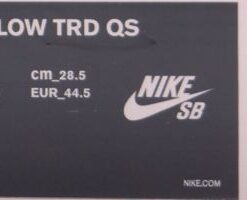 LOW TRD QS
cm_28.5
EUR_44.5
NIKE
SB
NIKE.COM